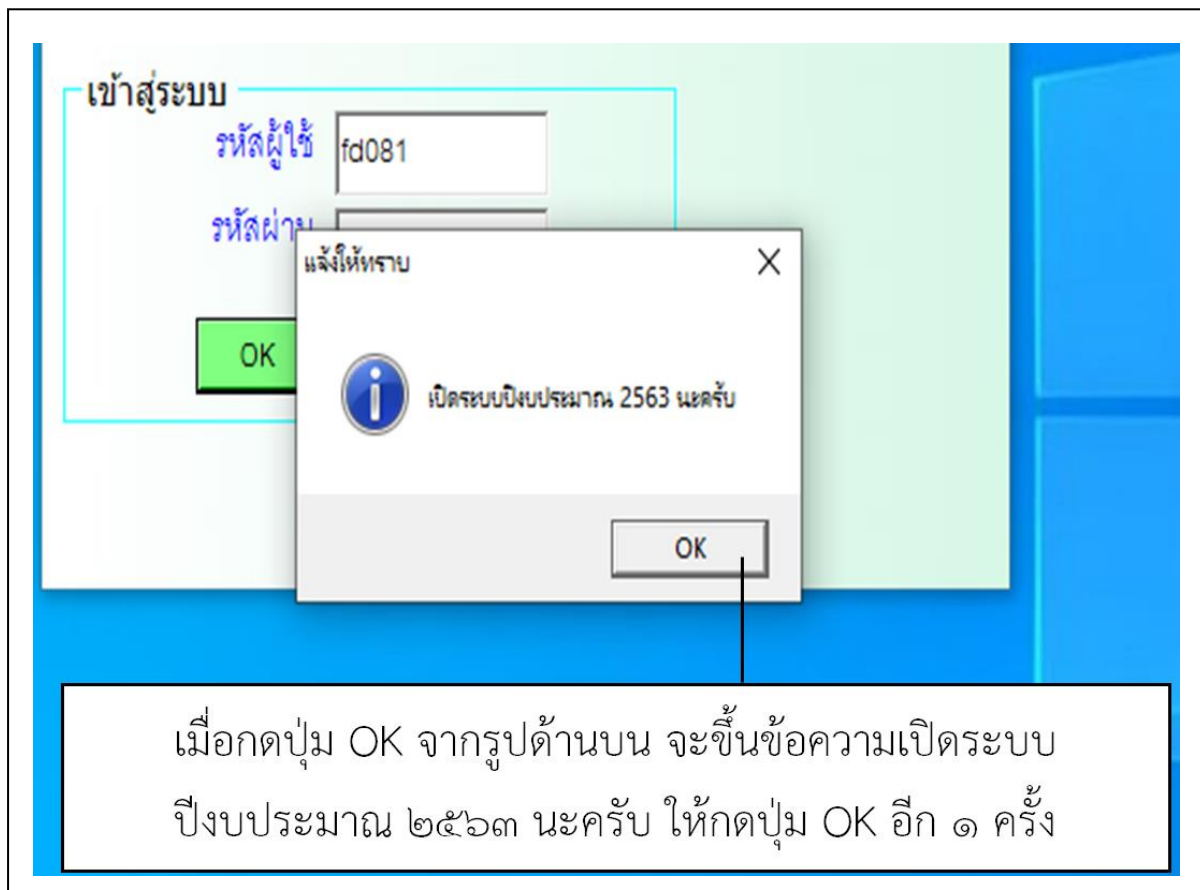 เข้าสู่ระบบ
รหัสผู้ใช้ fd081
รหัสผ่าน
แจ้งให้ทราบ
OK
เปิดระบบปีงบประมาณ 2563 นะครับ
OK
เมื่อกดปุ่ม OK จากรูปด้านบน จะขึ้นข้อความเปิดระบบ
ปีงบประมาณ ๒๕๖๓ นะครับ ให้กดปุ่ม OK อีก ๑ ครั้ง